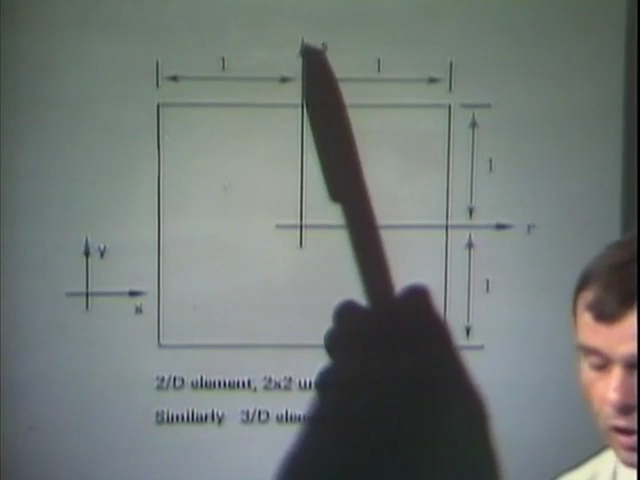 1 1
1
r
y
1
x
2/D element, 2x2
Similarly 3/D